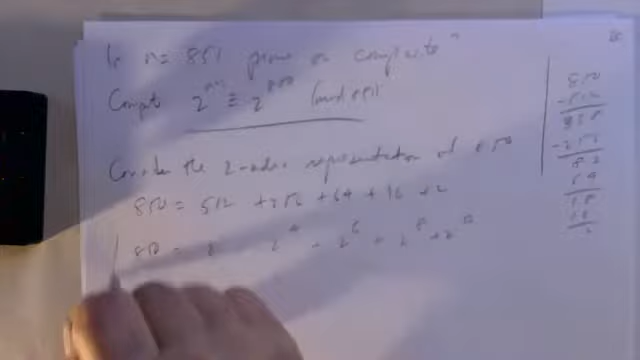 Is n = 851 prime or composite"
Compute 2^{n-1} ≡ 2^{850} (mod 851)
Consider the 2-adic representation of 850
850 = 512 + 256 + 64 + 16 + 2
850 = 2 2^4 + 2^6 + 2^8 + 2^9
850
- 512
338
- 256
82
64
18
16
2